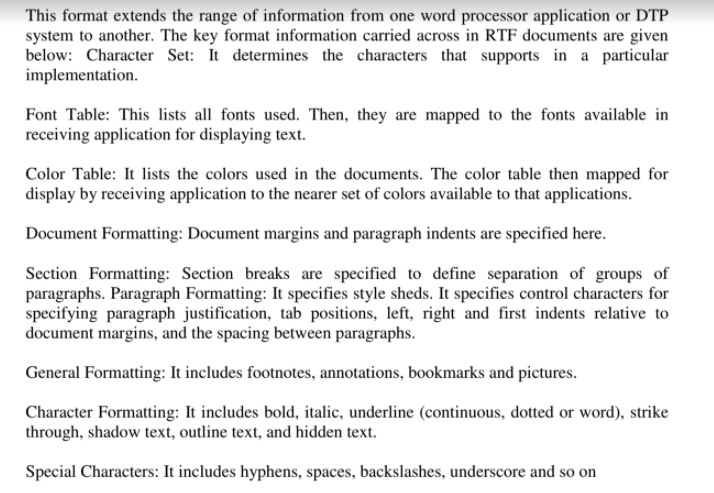 This format extends the range of information from one word processor application or DTP
system to another. The key format information carried across in RTF documents are given
below: Character Set: It determines the characters that supports in a particular
implementation.
Font Table: This lists all fonts used. Then, they are mapped to the fonts available in
receiving application for displaying text.
Color Table: It lists the colors used in the documents. The color table then mapped for
display by receiving application to the nearer set of colors available to that applications.
Document Formatting: Document margins and paragraph indents are specified here.
Section Formatting: Section breaks are specified to define separation of groups of
paragraphs. Paragraph Formatting: It specifies style sheds. It specifies control characters for
specifying paragraph justification, tab positions, left, right and first indents relative to
document margins, and the spacing between paragraphs.
General Formatting: It includes footnotes, annotations, bookmarks and pictures.
Character Formatting: It includes bold, italic, underline (continuous, dotted or word), strike
through, shadow text, outline text, and hidden text.
Special Characters: It includes hyphens, spaces, backslashes, underscore and so on